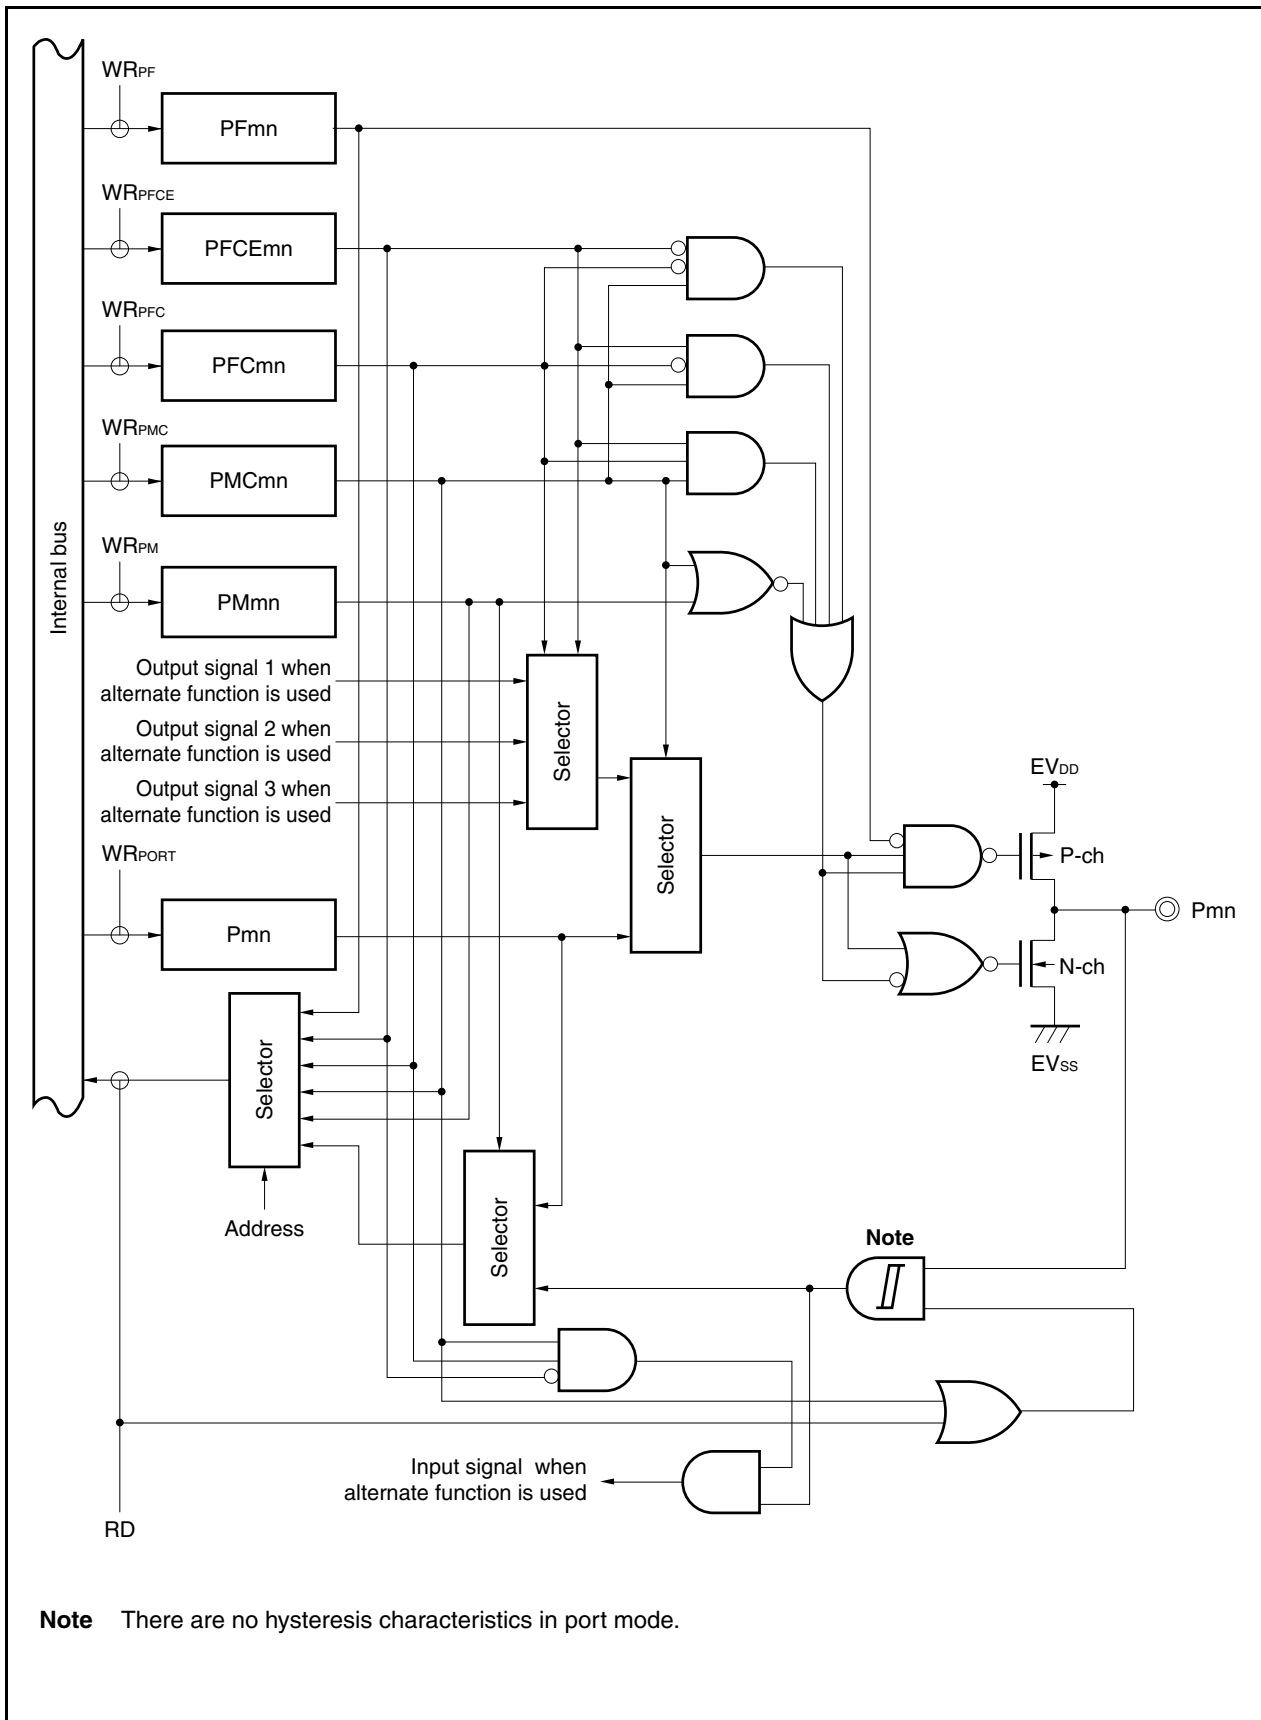 WRPF
PFmn
WRPFCE
PFCEmn
WRPFC
PFCmn
WRPMC
PMCmn
Internal bus
WRPM
PMmn
Output signal 1 when
alternate function is used
Output signal 2 when
alternate function is used
Output signal 3 when
alternate function is used
Selector
Selector
EVDD
P-ch
WRPORT
Pmn
Pmn
N-ch
EVSS
Selector
Address
Selector
Note
Input signal when
alternate function is used
RD
Note There are no hysteresis characteristics in port mode.